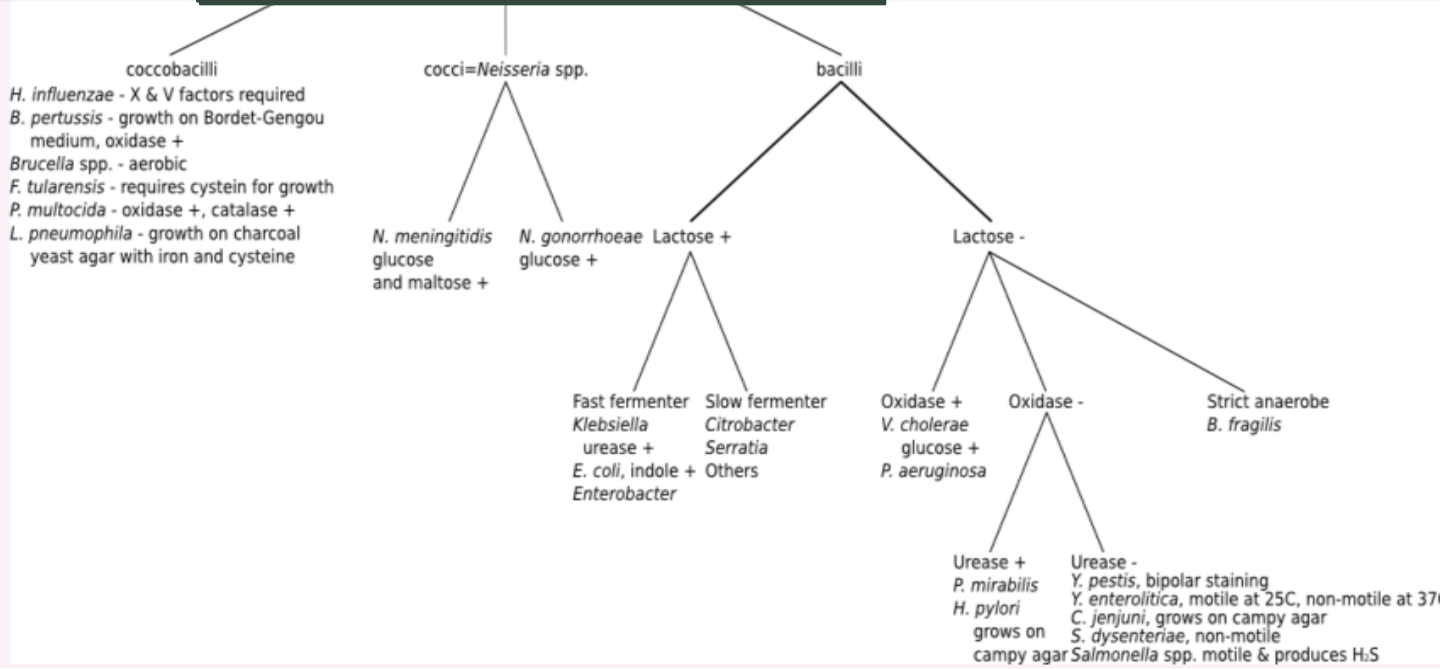 coccobacilli
H. influenzae - X & V factors required
B. pertussis - growth on Bordet-Gengou
medium, oxidase +
Brucella spp. - aerobic
F. tularensis - requires cystein for growth
P. multocida - oxidase +, catalase +
L. pneumophila - growth on charcoal
yeast agar with iron and cysteine
cocci=Neisseria spp.
N. meningitidis
glucose
and maltose +
N. gonorrhoeae
glucose +
bacilli
Lactose +
Fast fermenter
Klebsiella
urease +
E. coli, indole +
Enterobacter
Slow fermenter
Citrobacter
Serratia
Others
Lactose -
Oxidase +
V. cholerae
glucose +
P. aeruginosa
Oxidase -
Urease +
P. mirabilis
H. pylori
grows on
campy agar
Urease -
Y. pestis, bipolar staining
Y. enterolitica, motile at 25C, non-motile at 37
C. jenjuni, grows on campy agar
S. dysenteriae, non-motile
Salmonella spp. motile & produces H₂S
Strict anaerobe
B. fragilis